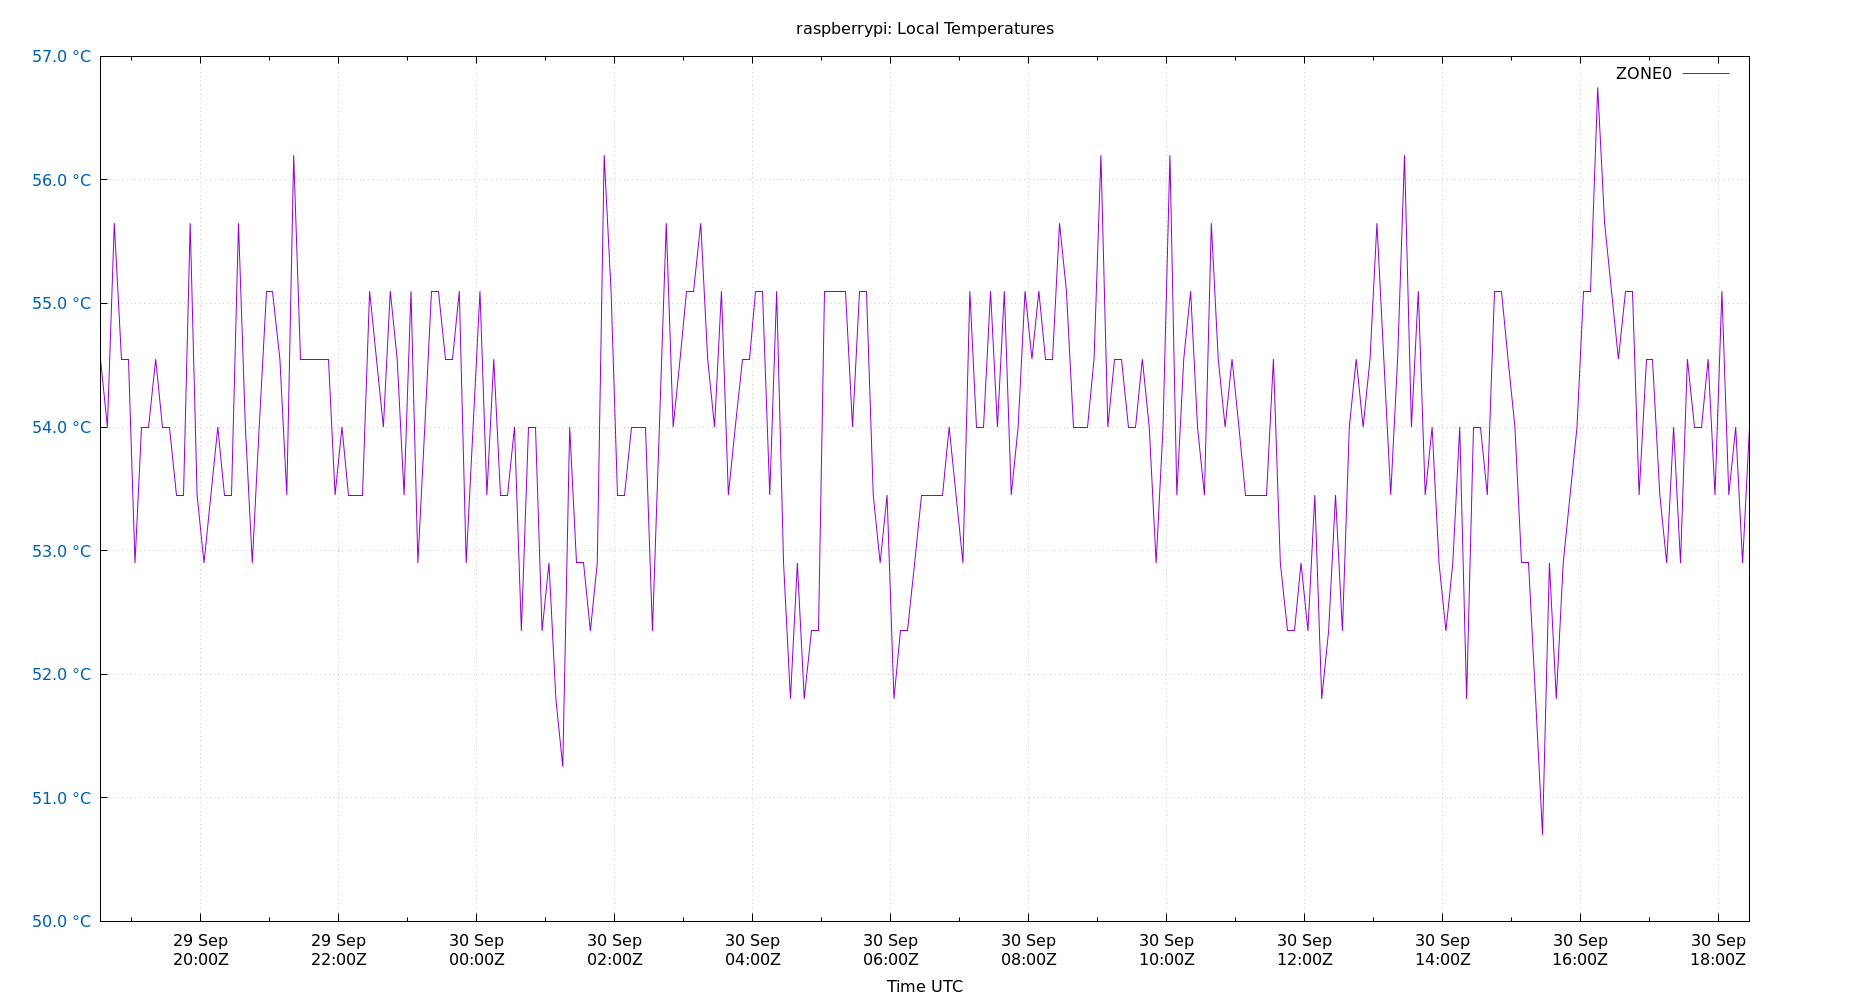 raspberrypi: Local Temperatures
57.0 °C
ZONE0
56.0 °C
55.0 °C
54.0 °C
53.0 °C
52.0 °C
51.0 °C
50.0 °C
29 Sep 29 Sep 30 Sep 30 Sep 30 Sep 30 Sep 30 Sep 30 Sep 30 Sep 30 Sep 30 Sep 30 Sep
20:00Z 22:00Z 00:00Z 02:00Z 04:00Z 06:00Z 08:00Z 10:00Z 12:00Z 14:00Z 16:00Z 18:00Z
Time UTC